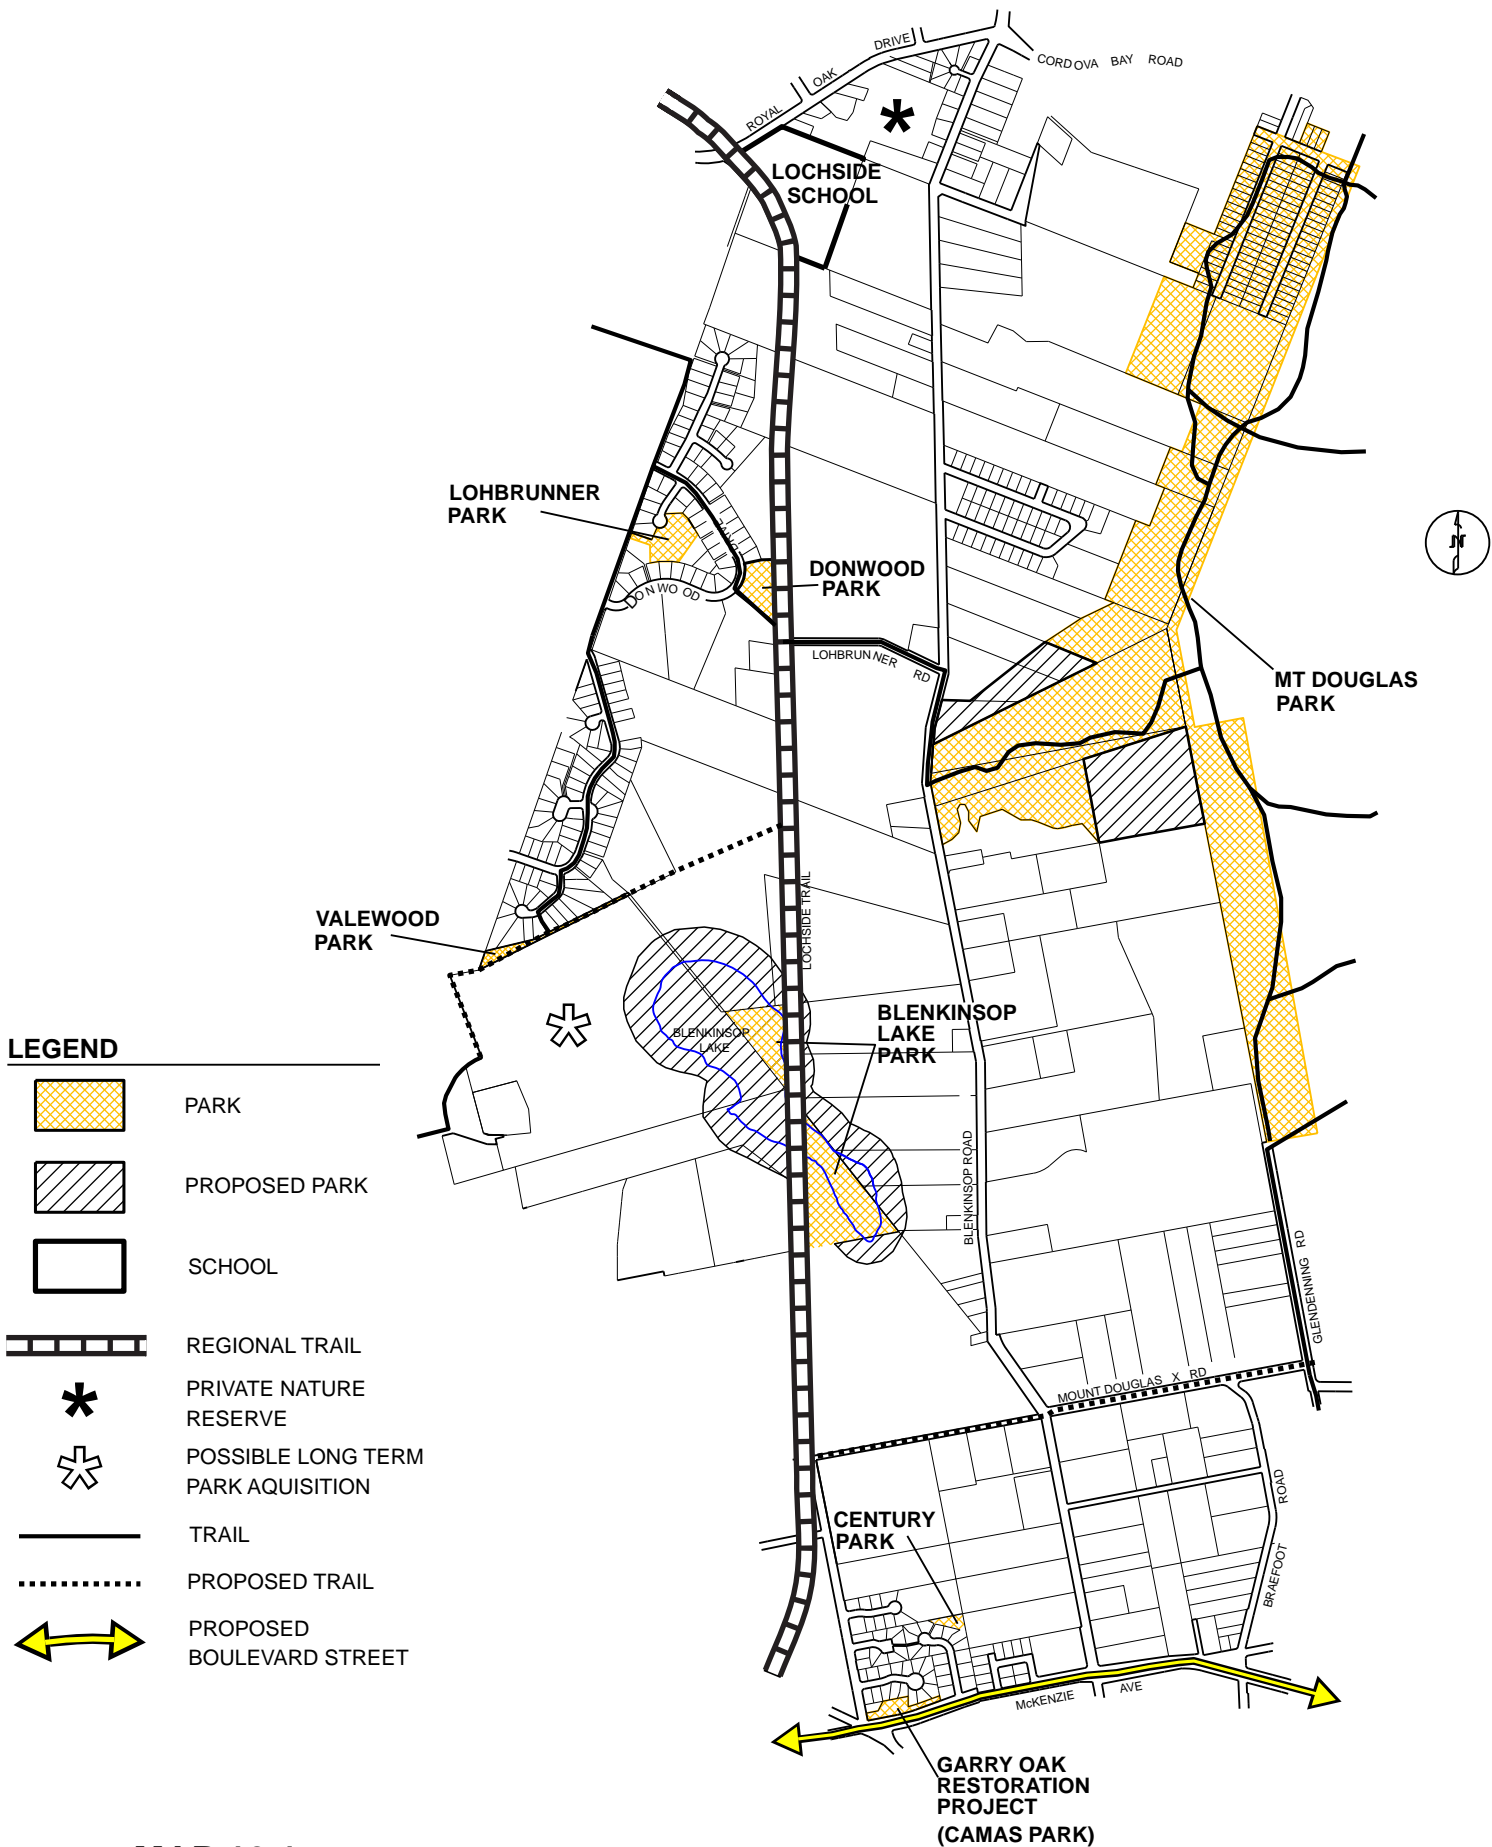 DRIVE
OAK
ROYAL
CORDOVA BAY ROAD
LOCHSIDE
SCHOOL
LOHBRUNNER
PARK
DONWOOD
DONWOOD
PARK
LOHBRUNNER RD
MT DOUGLAS
PARK
N
VALEWOOD
PARK
LOCHSIDE TRAIL
BLENKINSOP
LAKE
BLENKINSOP
LAKE
PARK
BLENKINSOP ROAD
GLENDENNING RD
MOUNT DOUGLAS X RD
CENTURY
PARK
BRAEFOOT ROAD
McKENZIE AVE
GARRY OAK
RESTORATION
PROJECT
(CAMAS PARK)
LEGEND
PARK
PROPOSED PARK
SCHOOL
REGIONAL TRAIL
PRIVATE NATURE
RESERVE
POSSIBLE LONG TERM
PARK AQUISITION
TRAIL
PROPOSED TRAIL
PROPOSED
BOULEVARD STREET